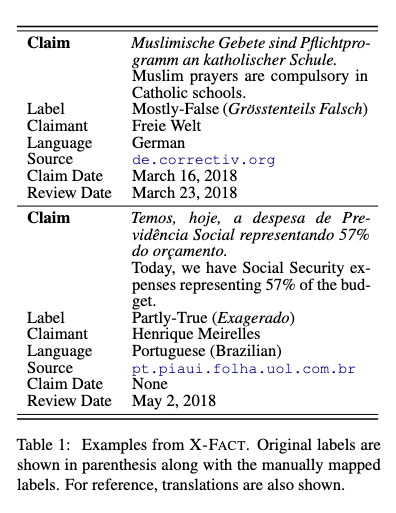 Claim Muslimische Gebete sind Pflichtpro-
gramm an katholischer Schule.
Muslim prayers are compulsory in
Catholic schools.
Label Mostly-False (Grösstenteils Falsch)
Claimant Freie Welt
Language German
Source de.correctiv.org
Claim Date March 16, 2018
Review Date March 23, 2018
Claim Temos, hoje, a despesa de Pre-
vidência Social representando 57%
do orçamento.
Today, we have Social Security ex-
penses representing 57% of the bud-
get.
Label Partly-True (Exagerado)
Claimant Henrique Meirelles
Language Portuguese (Brazilian)
Source pt.piaui.folha.uol.com.br
Claim Date None
Review Date May 2, 2018
Table 1: Examples from X-FACT. Original labels are
shown in parenthesis along with the manually mapped
labels. For reference, translations are also shown.